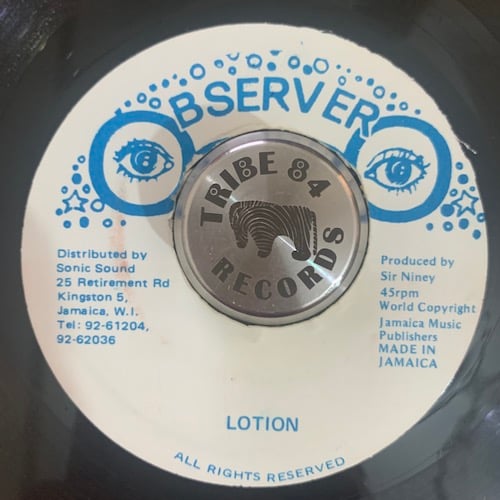 OBSERVER
TRIBE 84
RECORDS
Distributed by
Sonic Sound
25 Retirement Rd
Kingston 5,
Jamaica, W.I.
Tel: 92-61204,
92-62036
Produced by
Sir Niney
45rpm
World Copyright
Jamaica Music
Publishers
MADE IN
JAMAICA
LOTION
ALL RIGHTS RESERVED